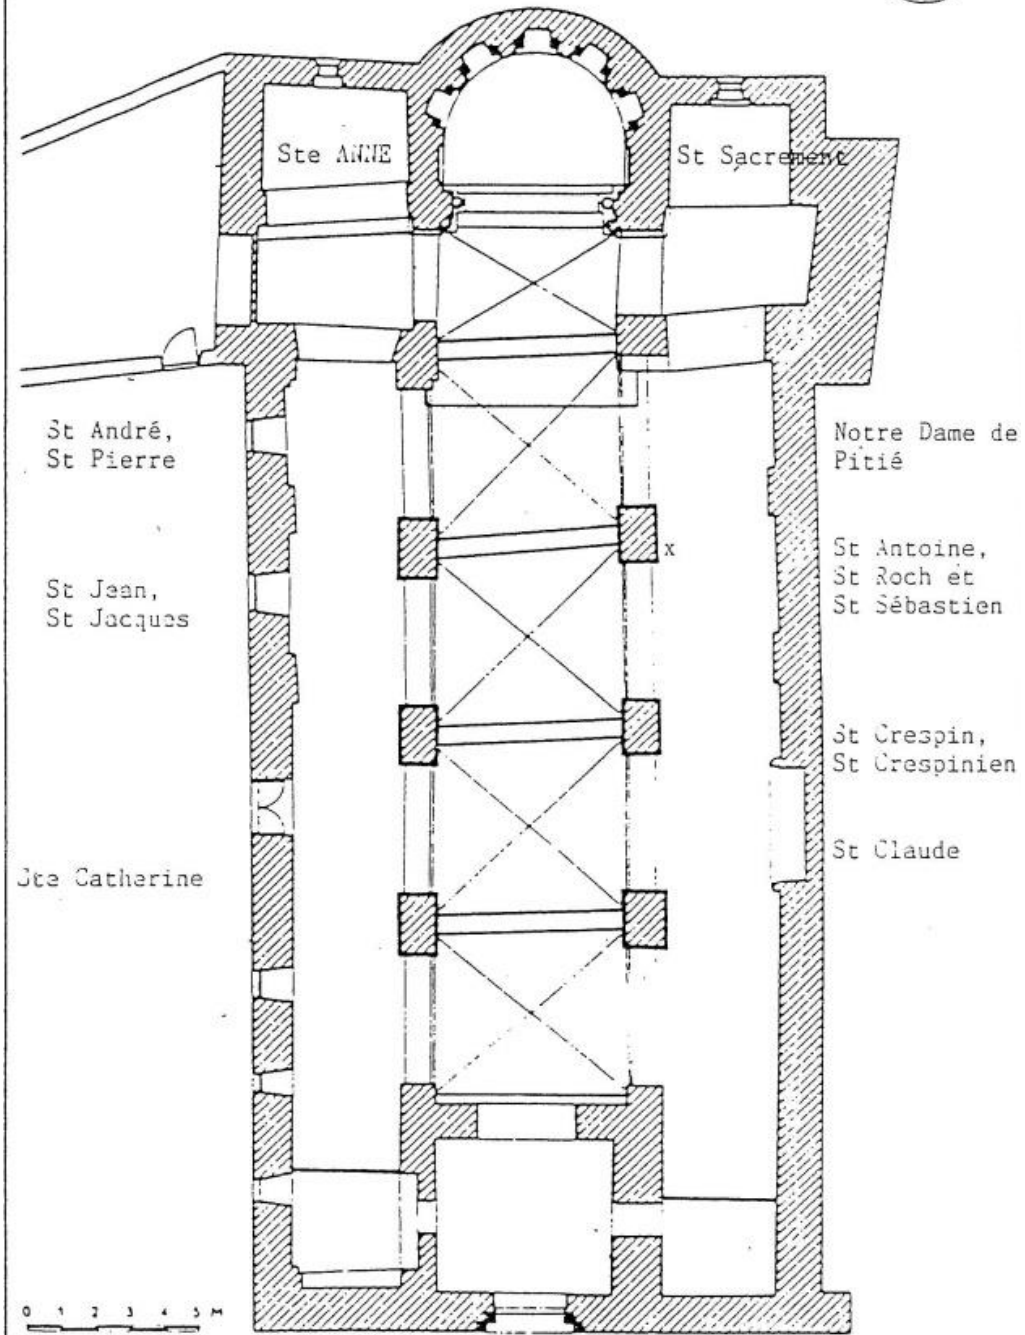 Ste ANNE
St Sacrement
St André,
St Pierre
Notre Dame de
Pitié
St Jean,
St Jacques
x
St Antoine,
St Roch et
St Sébastien
St Crespin,
St Crespinien
Ste Catherine
St Claude
0 1 2 3 4 5 M